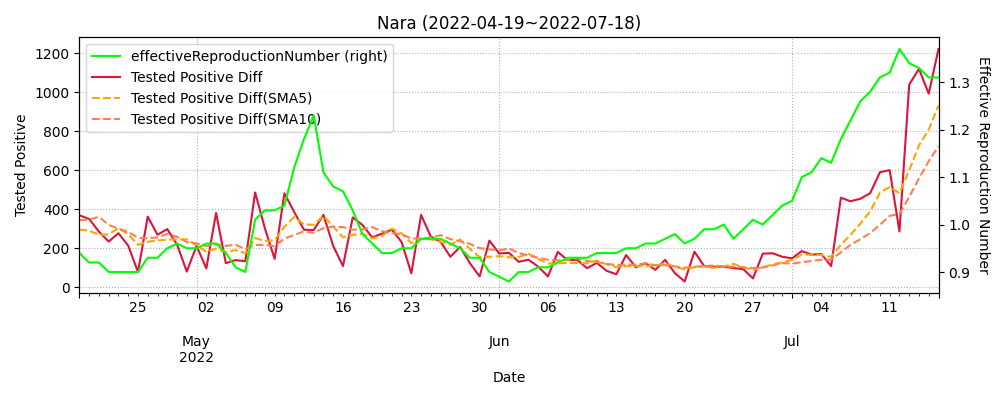 Nara (2022-04-19~2022-07-18)
effectiveReproductionNumber (right)
Tested Positive Diff
Tested Positive Diff(SMA5)
Tested Positive Diff(SMA10)
Tested Positive
1200
1000
800
600
400
200
0
Effective Reproduction Number
1.3
1.2
1.1
1.0
0.9
25 02 09 16 23 30 06 13 20 27 04 11
May Jun Jul
2022
Date